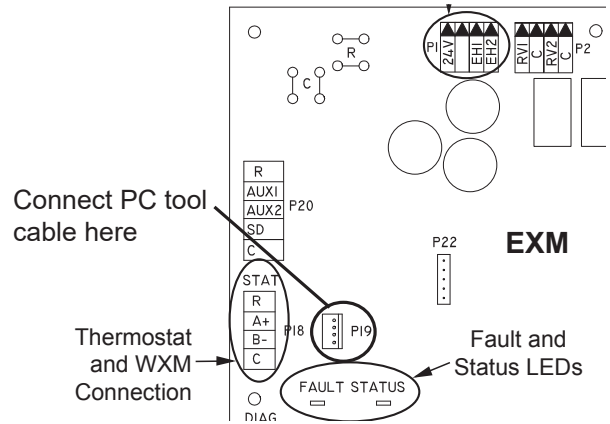 P1
24V
EH1
EH2
RV1
C
RV2
C
P2
R
C
R
AUX1
AUX2
SD
C
P20
Connect PC tool
cable here
P22
EXM
STAT
R
A+
B-
C
P18
P19
Thermostat
and WXM
Connection
Fault and
Status LEDs
FAULT STATUS
DIAG